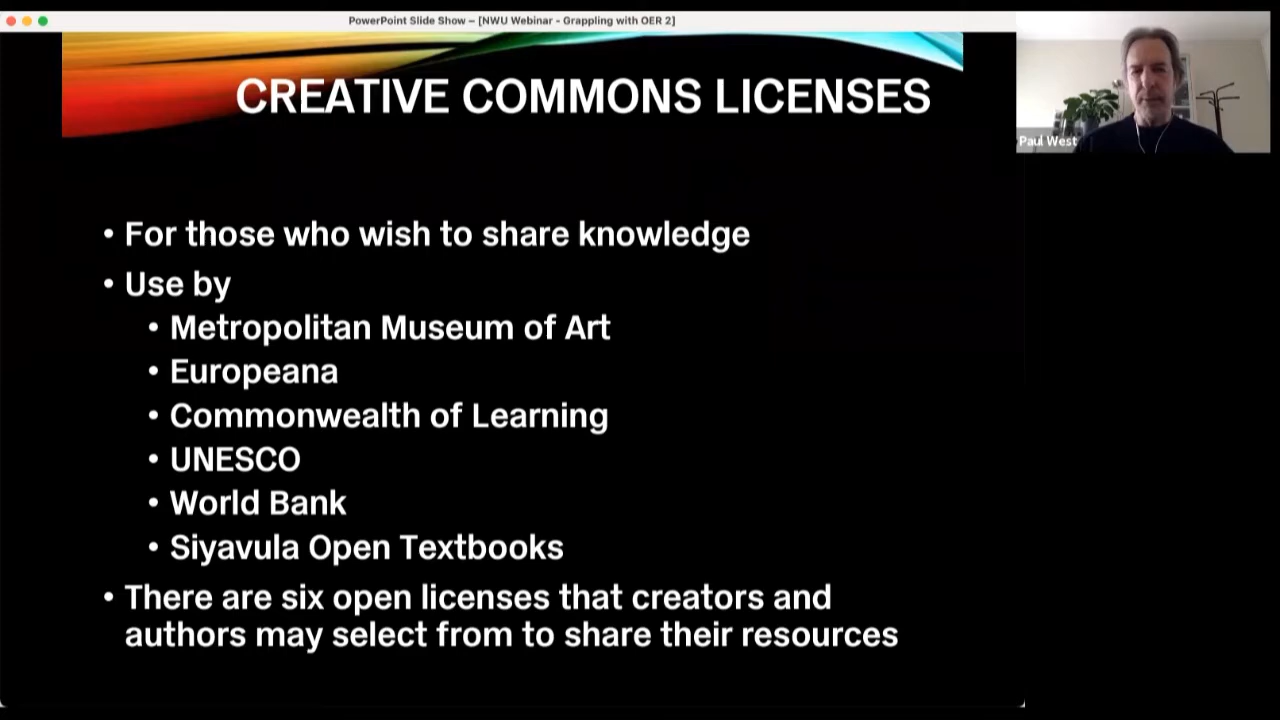 PowerPoint Slide Show – [NWU Webinar - Grappling with OER 2]
CREATIVE COMMONS LICENSES
Paul West
• For those who wish to share knowledge
• Use by
• Metropolitan Museum of Art
• Europeana
• Commonwealth of Learning
• UNESCO
• World Bank
• Siyavula Open Textbooks
• There are six open licenses that creators and
authors may select from to share their resources